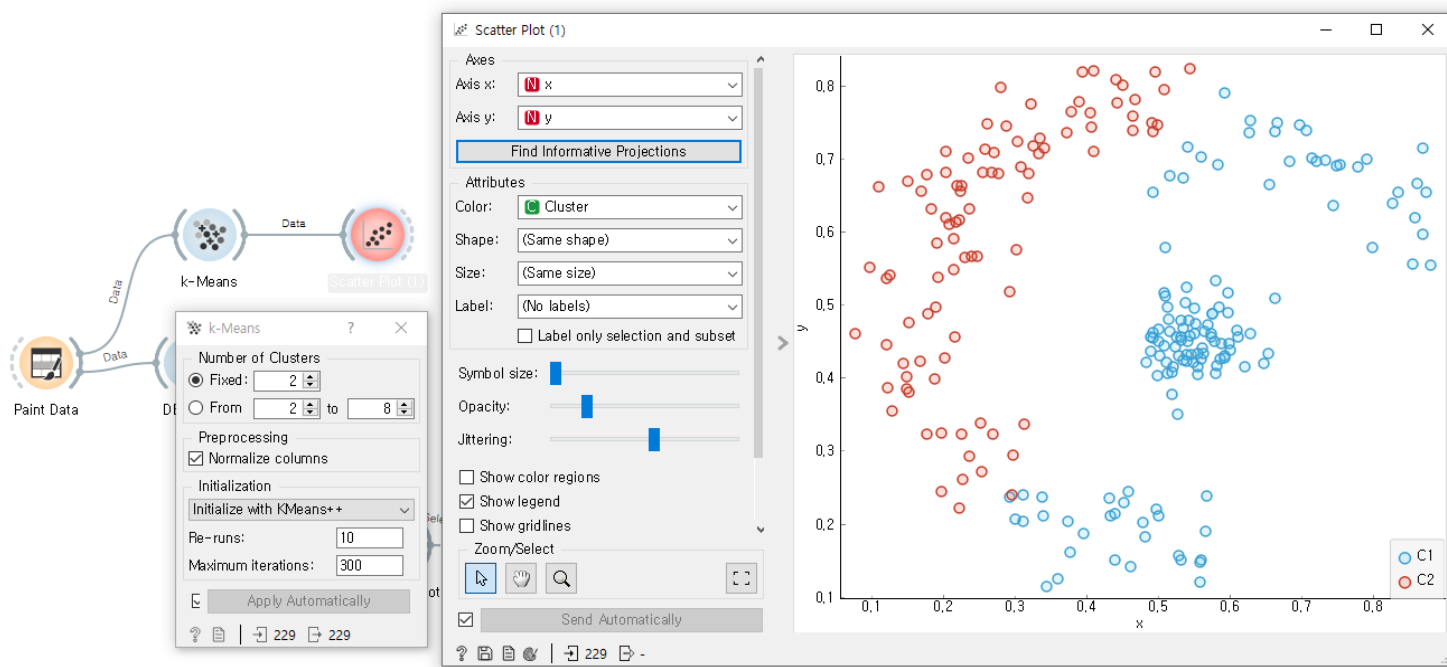 Scatter Plot (1)
Axes
Axis x:
N x
Axis y:
N y
Find Informative Projections
Attributes
Color:
C Cluster
Shape:
(Same shape)
Size:
(Same size)
Label:
(No labels)
Label only selection and subset
Symbol size:
Opacity:
Jittering:
Show color regions
Show legend
Show gridlines
Zoom/Select
Send Automatically
229
-
0.8
0.7
0.6
0.5
0.4
0.3
0.2
0.1
y
0.1 0.2 0.3 0.4 0.5 0.6 0.7 0.8
x
C1
C2
Data
k-Means
Data
Scatter Plot (1)
Data
Paint Data
DB
k-Means
?
Number of Clusters
Fixed: 2
From 2 to 8
Preprocessing
Normalize columns
Initialization
Initialize with KMeans++
Re-runs: 10
Maximum iterations: 300
Apply Automatically
? 229 229
Sele
ot
?